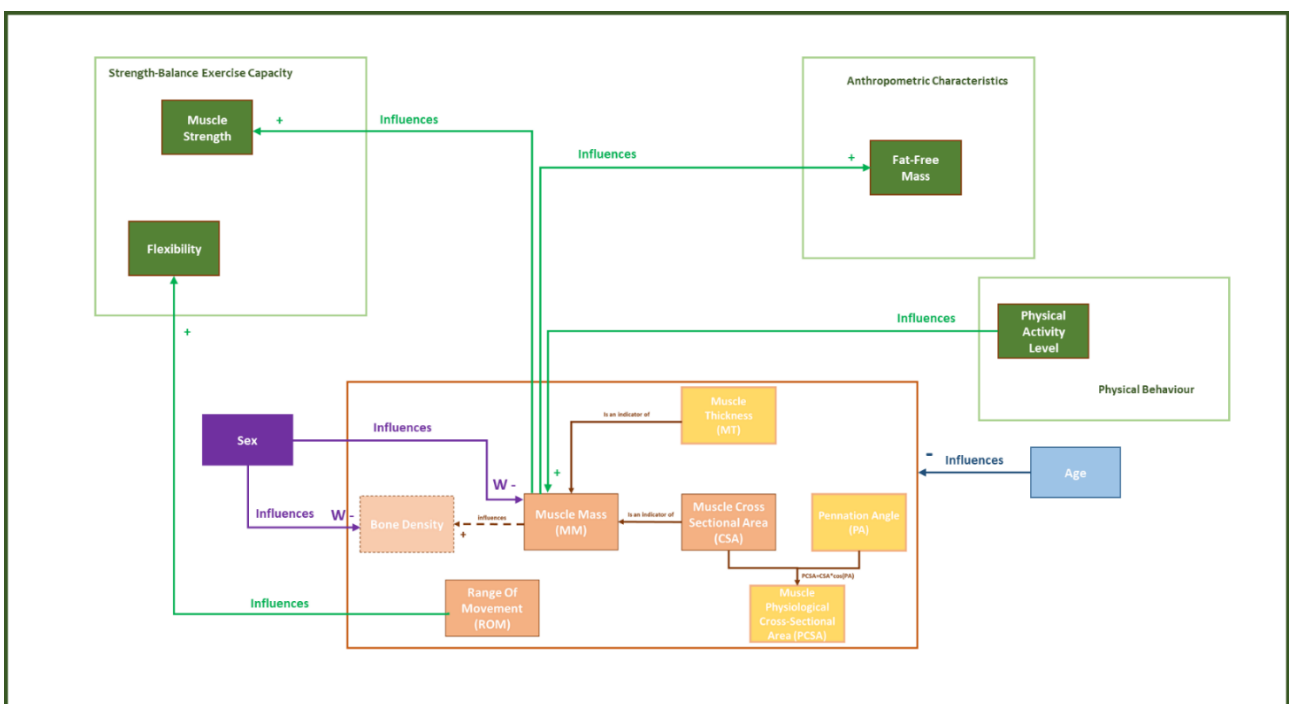 Strength-Balance Exercise Capacity
Muscle
Strength
+
Influences
Flexibility
+
Anthropometric Characteristics
Influences
+
Fat-Free
Mass
Influences
Physical
Activity
Level
Physical Behaviour
Sex
Influences
W -
Influences
W -
Is an indicator of
Muscle
Thickness
(MT)
+
-
Influences
Age
Bone Density
influences
+
Muscle Mass
(MM)
Is an indicator of
Muscle Cross
Sectional Area
(CSA)
Pennation Angle
(PA)
PCSA=CSA*cos(PA)
Influences
Range Of
Movement
(ROM)
Muscle
Physiological
Cross-Sectional
Area (PCSA)